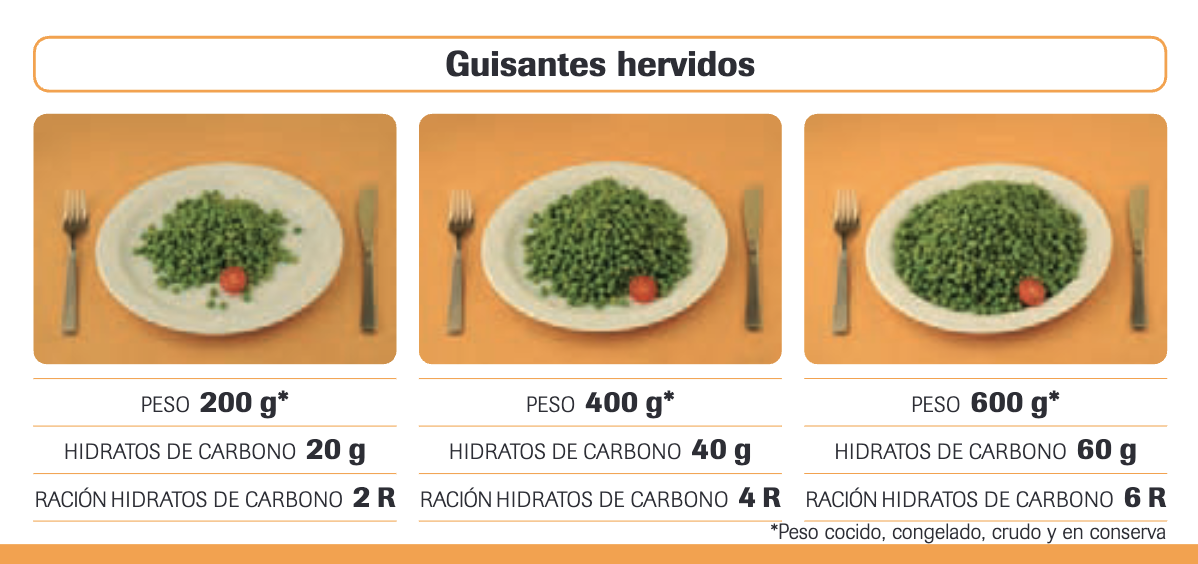 Guisantes hervidos
PESO 200 g*
HIDRATOS DE CARBONO 20 g
RACIÓN HIDRATOS DE CARBONO 2 R
PESO 400 g*
HIDRATOS DE CARBONO 40 g
RACIÓN HIDRATOS DE CARBONO 4 R
PESO 600 g*
HIDRATOS DE CARBONO 60 g
RACIÓN HIDRATOS DE CARBONO 6 R
*Peso cocido, congelado, crudo y en conserva